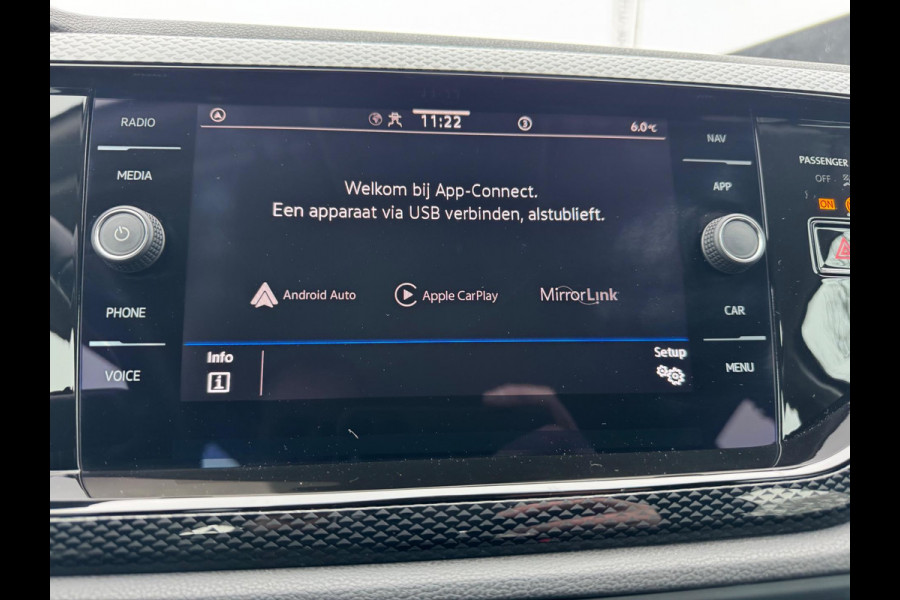 RADIO
MEDIA
PHONE
VOICE
11:22
6.0°C
Welkom bij App-Connect.
Een apparaat via USB verbinden, alstublieft.
Android Auto
Apple CarPlay
MirrorLink
Info
Setup
NAV
APP
CAR
MENU
PASSENGER
OFF
ON